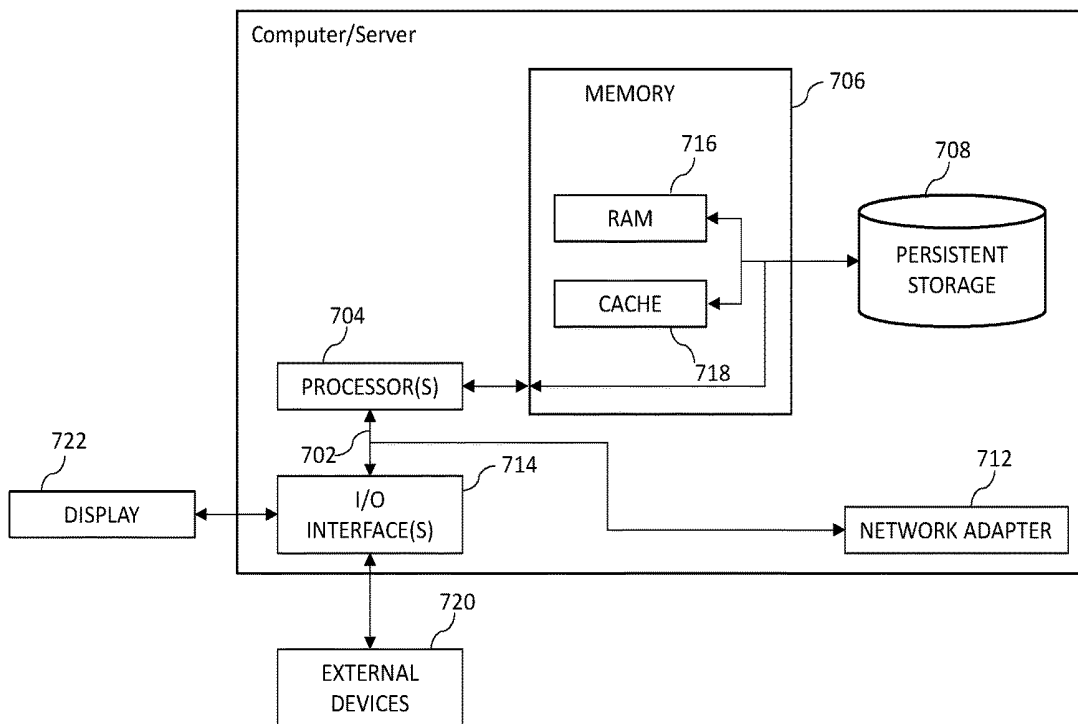 Computer/Server
MEMORY
706
716
RAM
708
PERSISTENT
STORAGE
CACHE
718
704
PROCESSOR(S)
702
714
722
DISPLAY
I/O
INTERFACE(S)
712
NETWORK ADAPTER
720
EXTERNAL
DEVICES